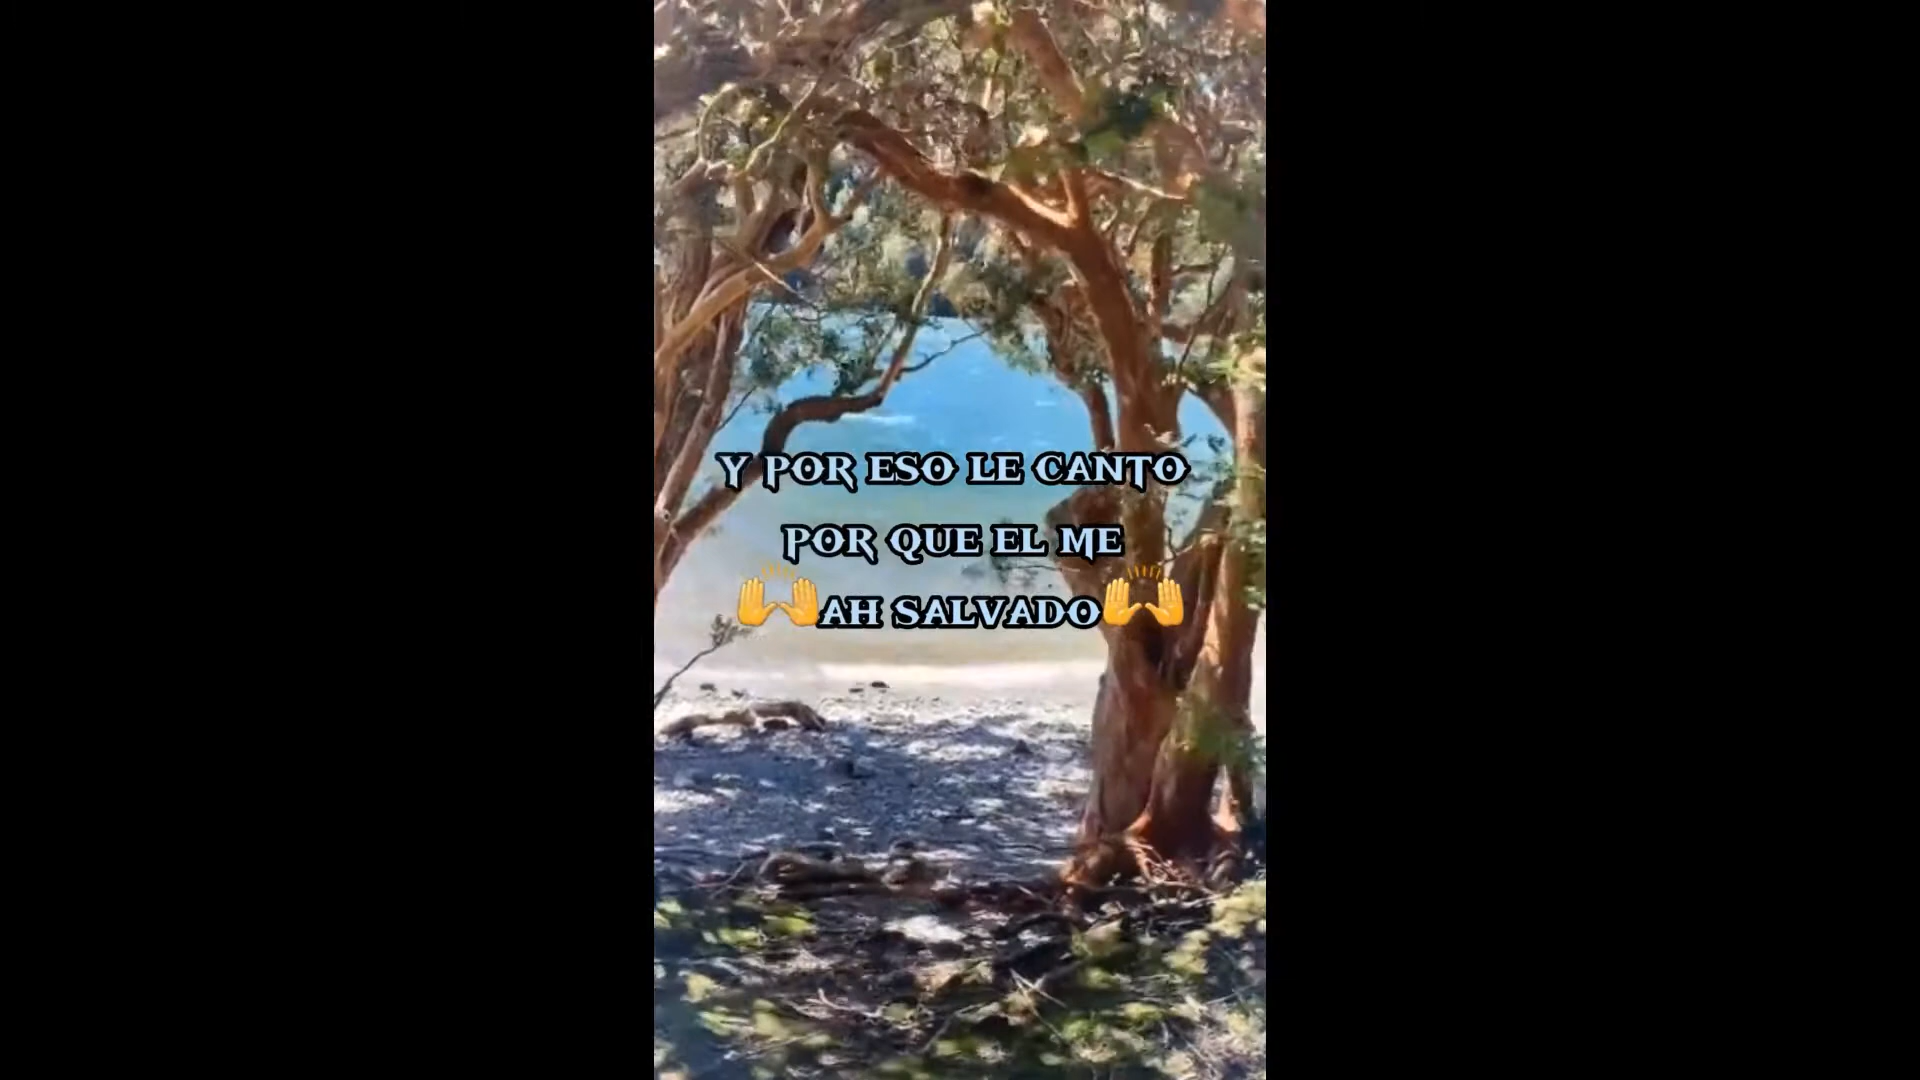 Y POR ESO LE CANTO
POR QUE EL ME
🙌AH SALVADO🙌